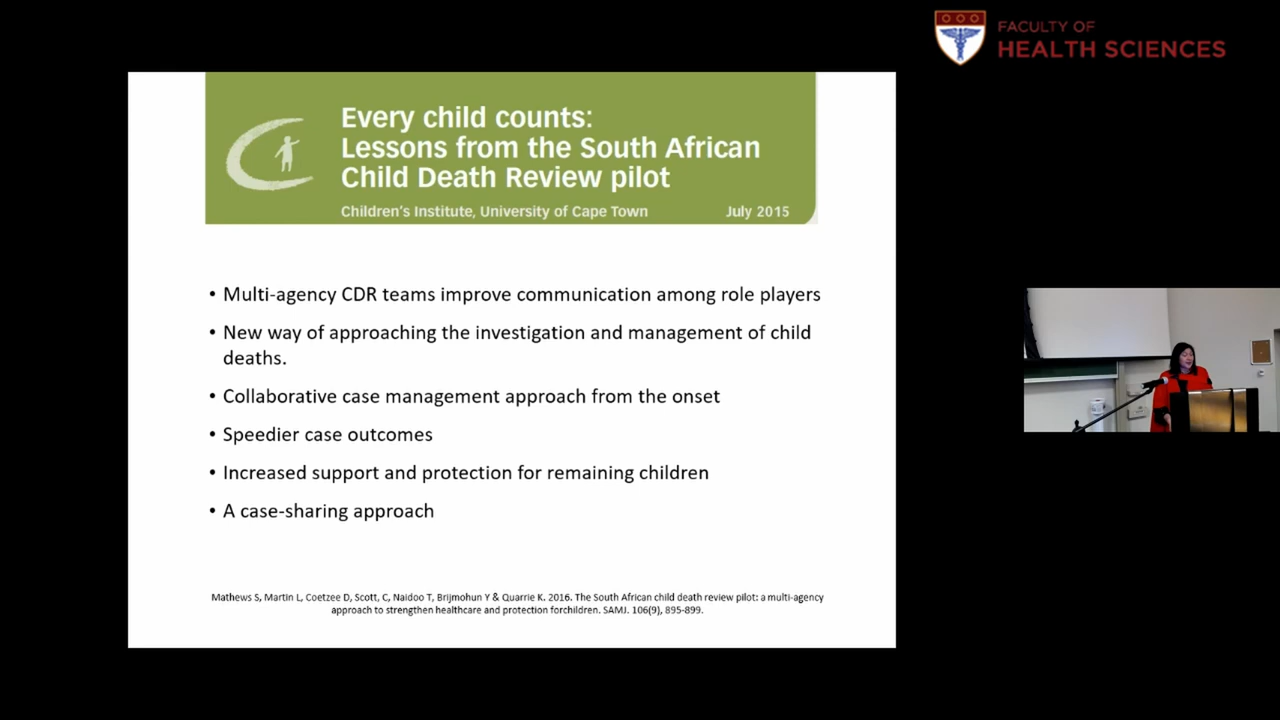 FACULTY OF
HEALTH SCIENCES
Every child counts:
Lessons from the South African
Child Death Review pilot
Children's Institute, University of Cape Town July 2015
• Multi-agency CDR teams improve communication among role players
• New way of approaching the investigation and management of child
deaths.
• Collaborative case management approach from the onset
• Speedier case outcomes
• Increased support and protection for remaining children
• A case-sharing approach
Mathews S, Martin L, Coetzee D, Scott, C, Naidoo T, Brijmohun Y & Quarrie K. 2016. The South African child death review pilot: a multi-agency
approach to strengthen healthcare and protection forchildren. SAMJ. 106(9), 895-899.